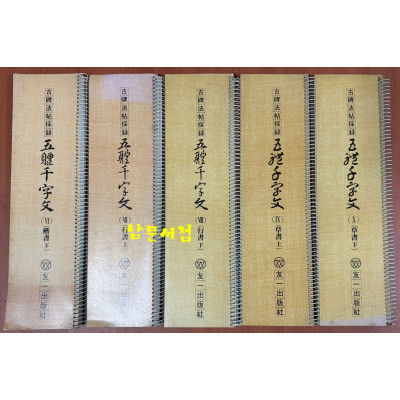 古碑法帖採錄
五體千字文
(Ⅵ)楷書下
友一出版社
古碑法帖採錄
五體千字文
(Ⅶ)行書上
友一出版社
古碑法帖採錄
五體千字文
(Ⅷ)行書下
友一出版社
古碑法帖採錄
五體千字文
(Ⅸ)草書上
友一出版社
古碑法帖採錄
五體千字文
(Ⅹ)草書下
友一出版社
남문서점